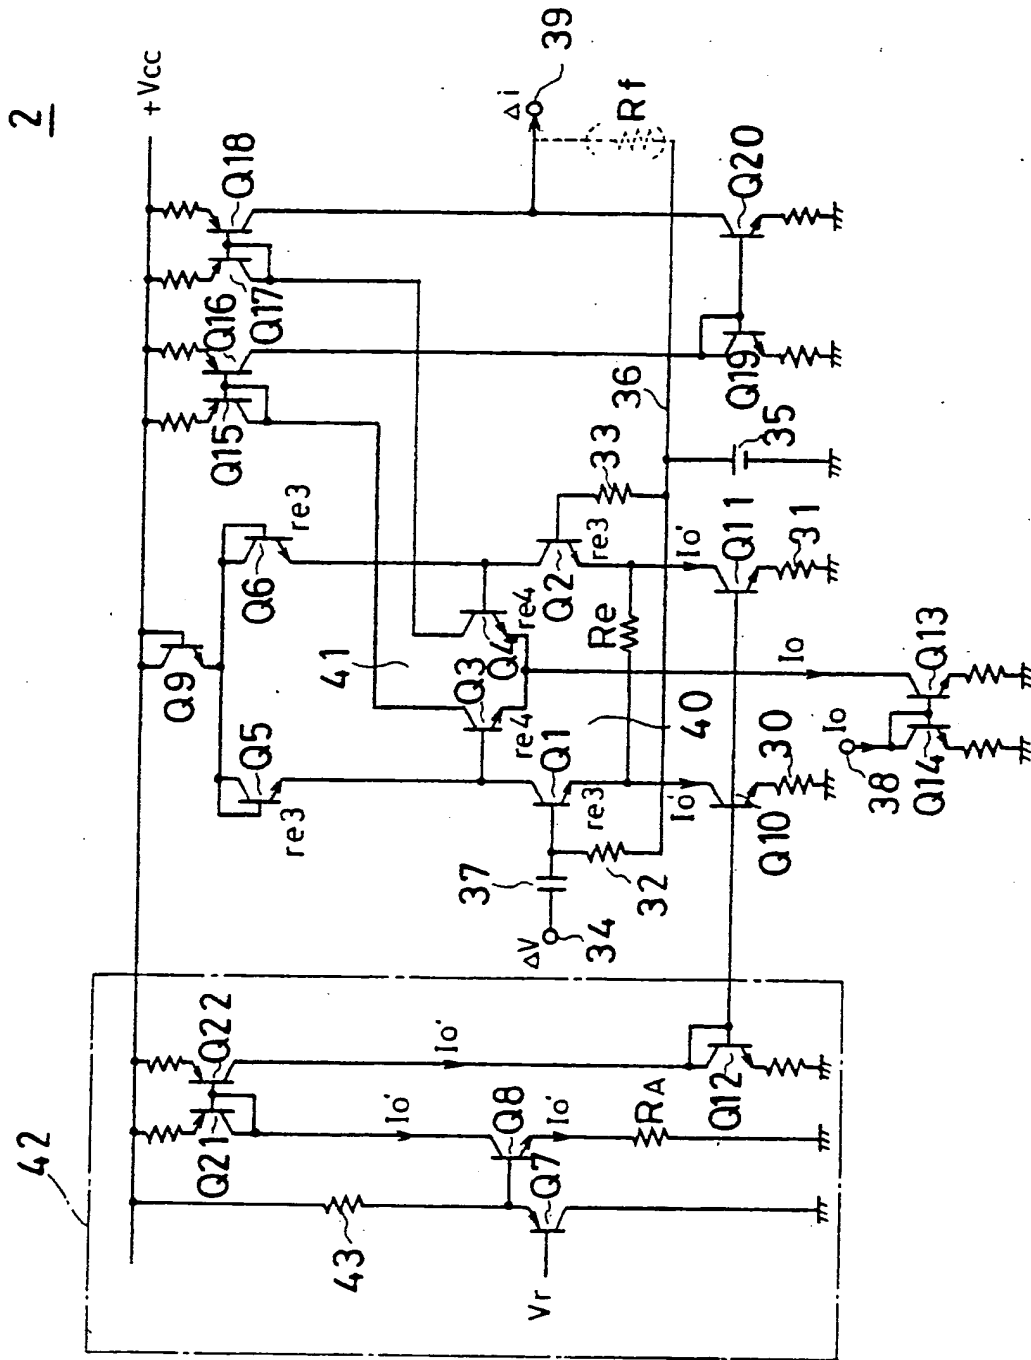 2
+Vcc
42
Q9
Q18
Q16
Q17
Q15
Q21
Q22
Q5
re3
Q6
re3
41
Δi
39
Rf
43
Io'
Io'
Q8
Io'
Q7
Vr
RA
Q12
37
ΔV
34
32
Q3
re4
Q4
re4
Q1
re3
Q2
re3
33
36
Re
40
Io'
Io'
Q10
30
Q11
31
35
Q19
Q20
Io
Io
38
Q14
Q13